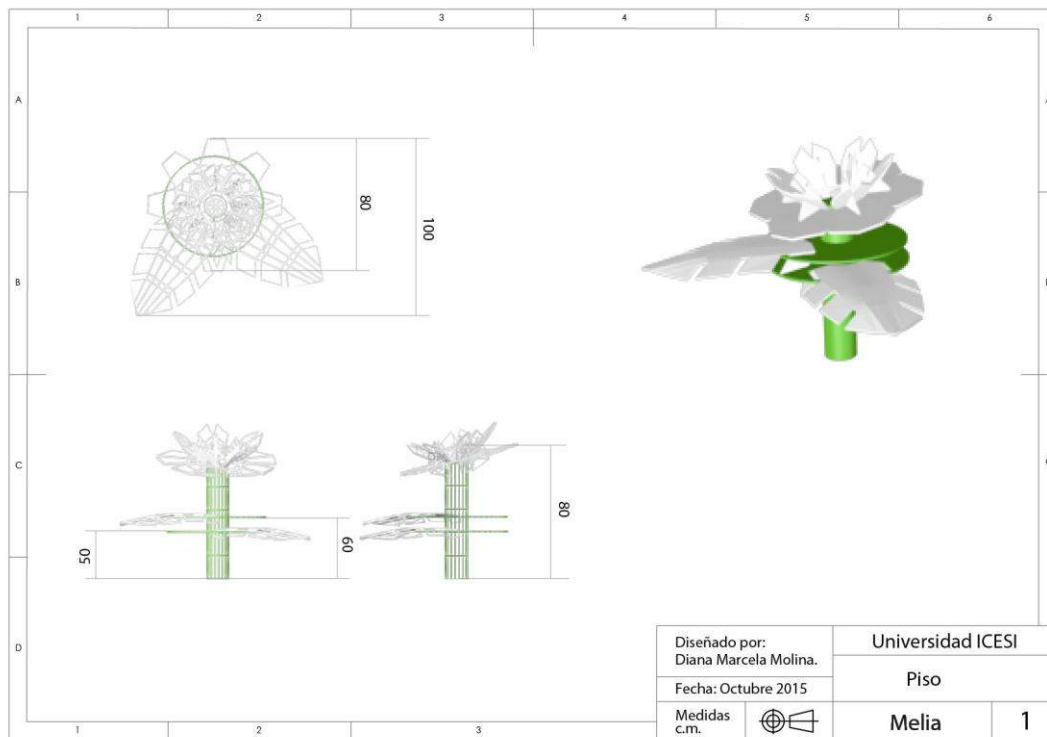 1 2 3 4 5 6
A
B
C
D
80
100
50
60
80
Diseñado por:
Diana Marcela Molina.
Fecha: Octubre 2015
Medidas
c.m.
Universidad ICESI
Piso
Melia 1
1 2 3